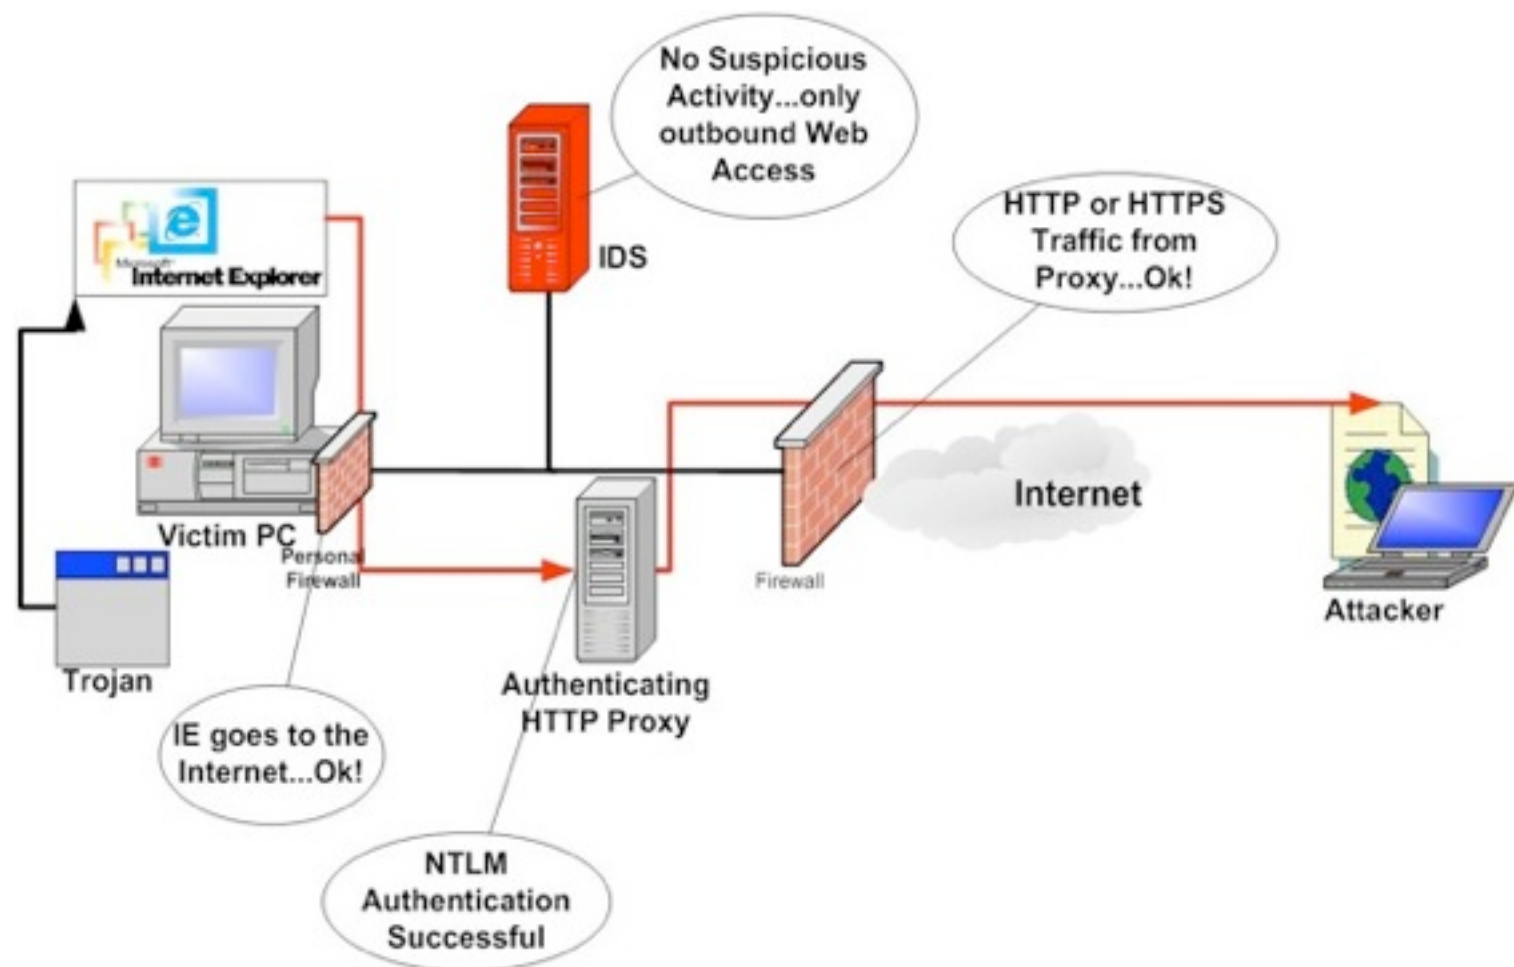 No Suspicious
Activity...only
outbound Web
Access
IDS
HTTP or HTTPS
Traffic from
Proxy...Ok!
Microsoft
Internet Explorer
Victim PC
Personal
Firewall
Trojan
IE goes to the
Internet...Ok!
Authenticating
HTTP Proxy
NTLM
Authentication
Successful
Firewall
Internet
Attacker